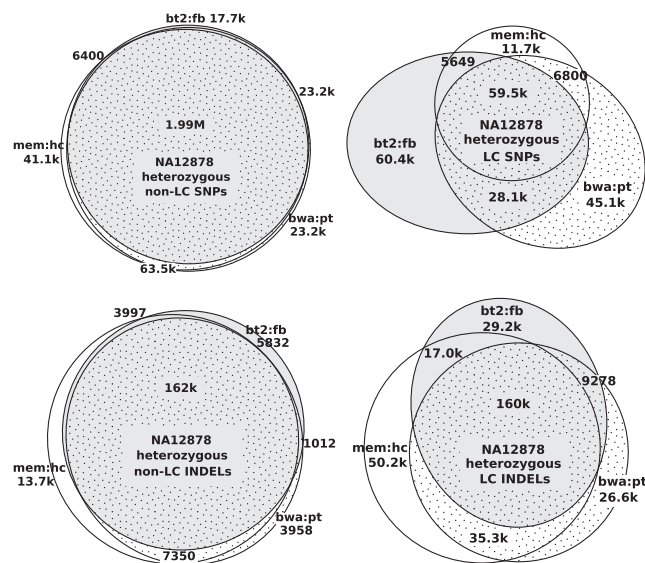 bt2:fb 17.7k
6400
23.2k
1.99M
mem:hc
41.1k
NA12878
heterozygous
non-LC SNPs
bwa:pt
23.2k
63.5k
mem:hc
11.7k
5649
6800
59.5k
NA12878
heterozygous
LC SNPs
bt2:fb
60.4k
bwa:pt
45.1k
28.1k
3997
bt2:fb
5832
162k
NA12878
heterozygous
non-LC INDELs
1012
mem:hc
13.7k
bwa:pt
3958
7350
bt2:fb
29.2k
17.0k
9278
160k
mem:hc
50.2k
NA12878
heterozygous
LC INDELs
bwa:pt
26.6k
35.3k